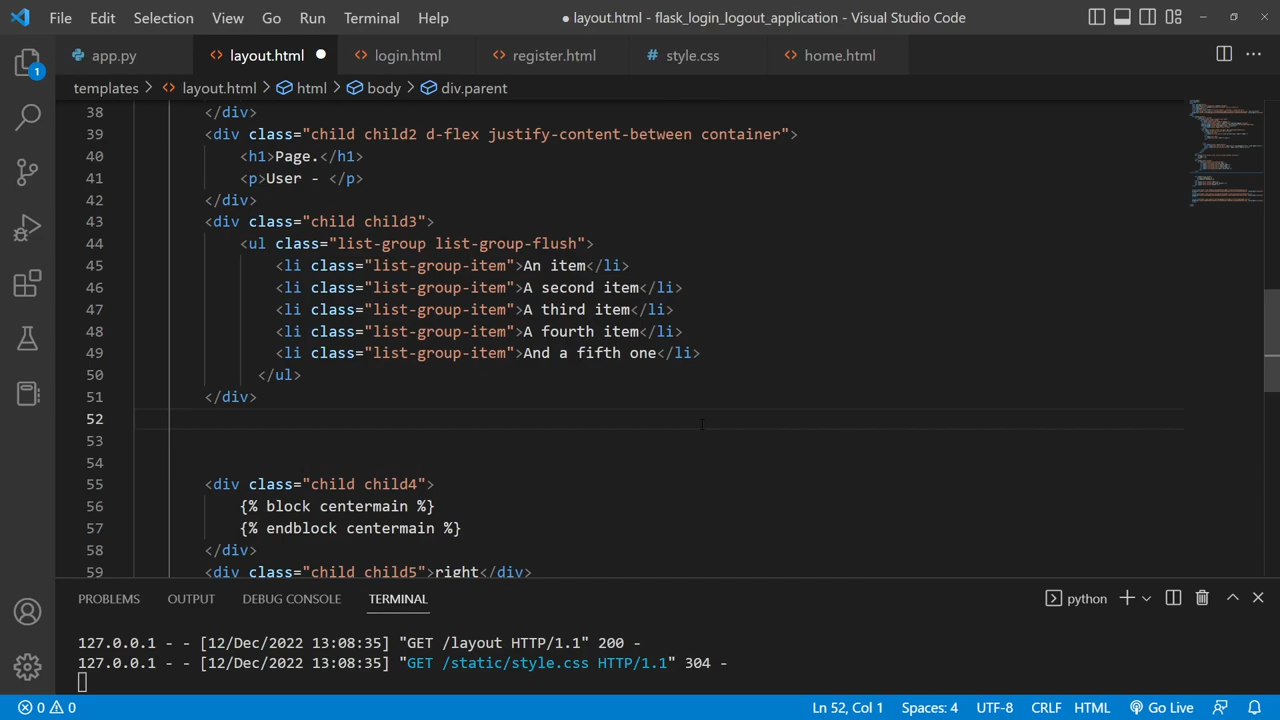 File Edit Selection View Go Run Terminal Help ● layout.html - flask_login_logout_application - Visual Studio Code
app.py <> layout.html ● <> login.html <> register.html # style.css <> home.html ...
templates > <> layout.html > html > body > div.parent
38 </div>
39 <div class="child child2 d-flex justify-content-between container">
40 <h1>Page.</h1>
41 <p>User - </p>
42 </div>
43 <div class="child child3">
44 <ul class="list-group list-group-flush">
45 <li class="list-group-item">An item</li>
46 <li class="list-group-item">A second item</li>
47 <li class="list-group-item">A third item</li>
48 <li class="list-group-item">A fourth item</li>
49 <li class="list-group-item">And a fifth one</li>
50 </ul>
51 </div>
52
53
54
55 <div class="child child4">
56 {% block centermain %}
57 {% endblock centermain %}
58 </div>
59 <div class="child child5">right</div>
1
PROBLEMS OUTPUT DEBUG CONSOLE TERMINAL python
127.0.0.1 - - [12/Dec/2022 13:08:35] "GET /layout HTTP/1.1" 200 -
127.0.0.1 - - [12/Dec/2022 13:08:35] "GET /static/style.css HTTP/1.1" 304 -
0 0 Ln 52, Col 1 Spaces: 4 UTF-8 CRLF HTML Go Live